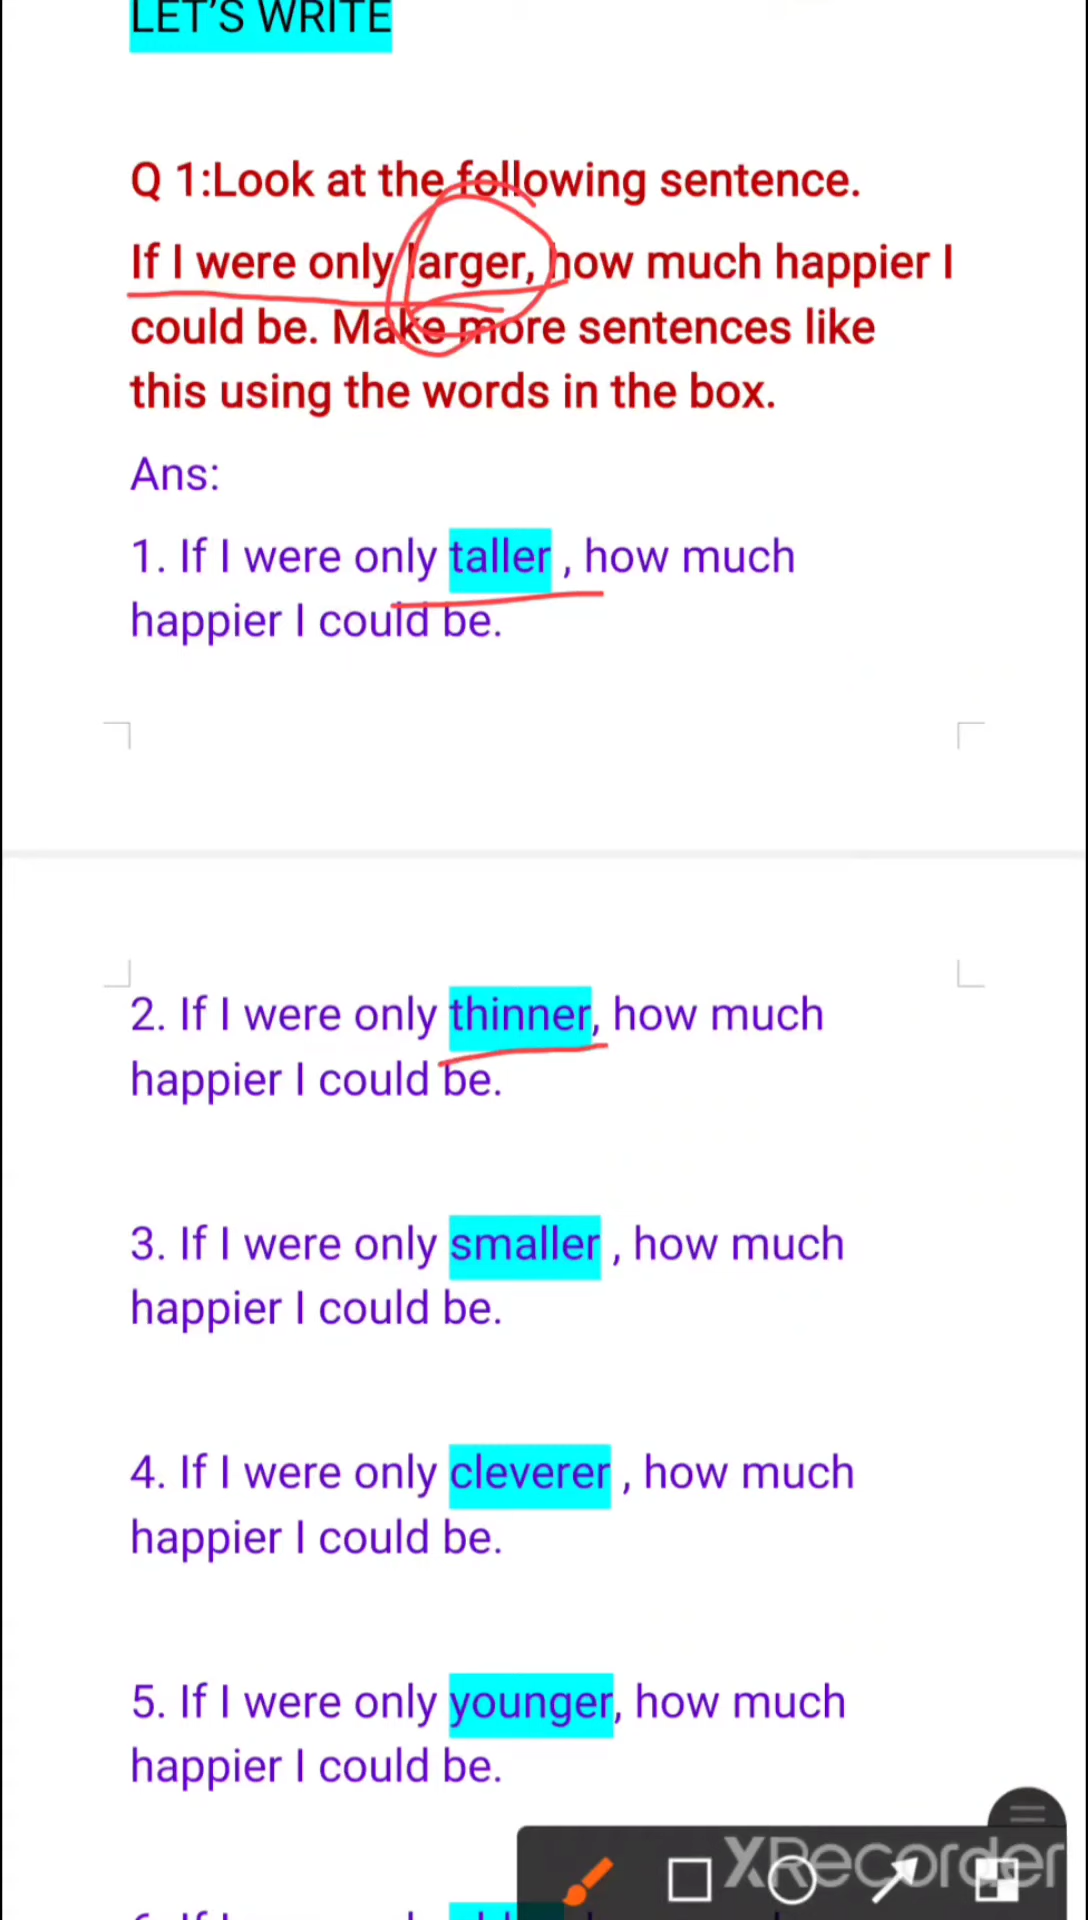 LET'S WRITE
Q 1:Look at the following sentence.
If I were only larger, how much happier I
could be. Make more sentences like
this using the words in the box.
Ans:
1. If I were only taller , how much
happier I could be.
2. If I were only thinner, how much
happier I could be.
3. If I were only smaller , how much
happier I could be.
4. If I were only cleverer , how much
happier I could be.
5. If I were only younger, how much
happier I could be.
XRecorder